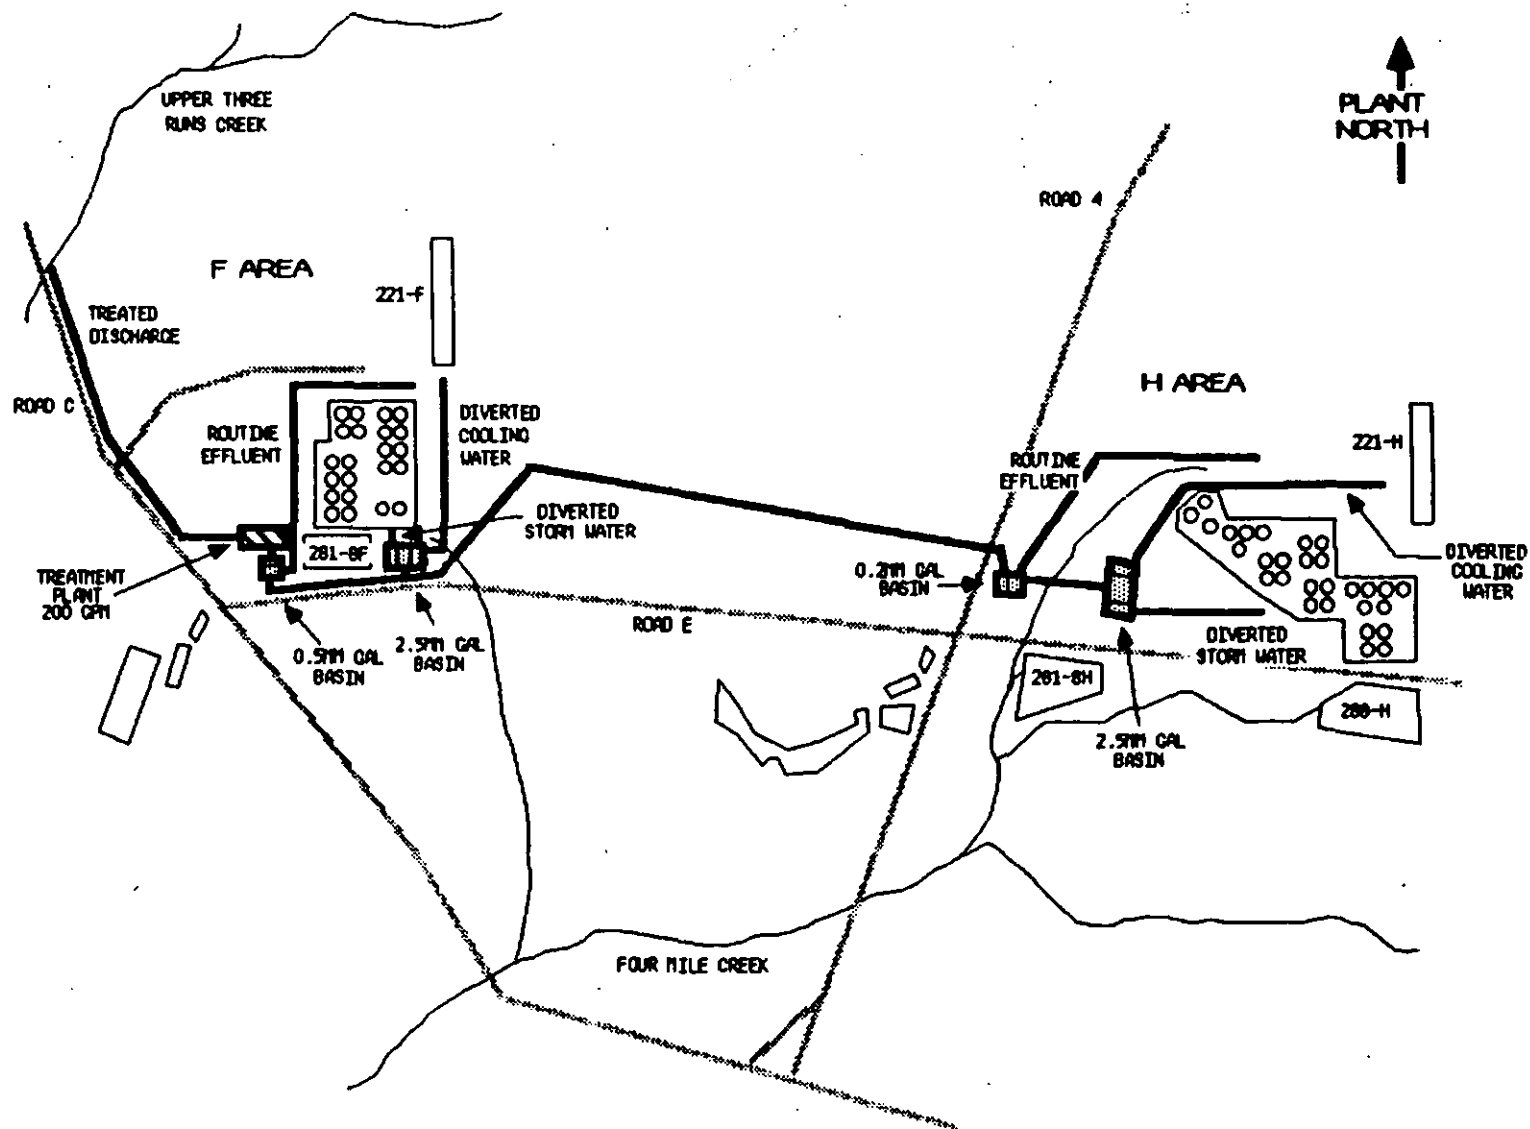 UPPER THREE
RUNS CREEK
PLANT
NORTH
ROAD 4
F AREA
221-F
TREATED
DISCHARGE
ROAD C
ROUTINE
EFFLUENT
DIVERTED
COOLING
WATER
DIVERTED
STORM WATER
281-8F
TREATMENT
PLANT
200 GPM
0.5MM GAL
BASIN
2.5MM GAL
BASIN
ROAD E
H AREA
221-H
ROUTINE
EFFLUENT
0.2MM GAL
BASIN
DIVERTED
COOLING
WATER
DIVERTED
STORM WATER
281-8H
288-H
2.5MM GAL
BASIN
FOUR MILE CREEK